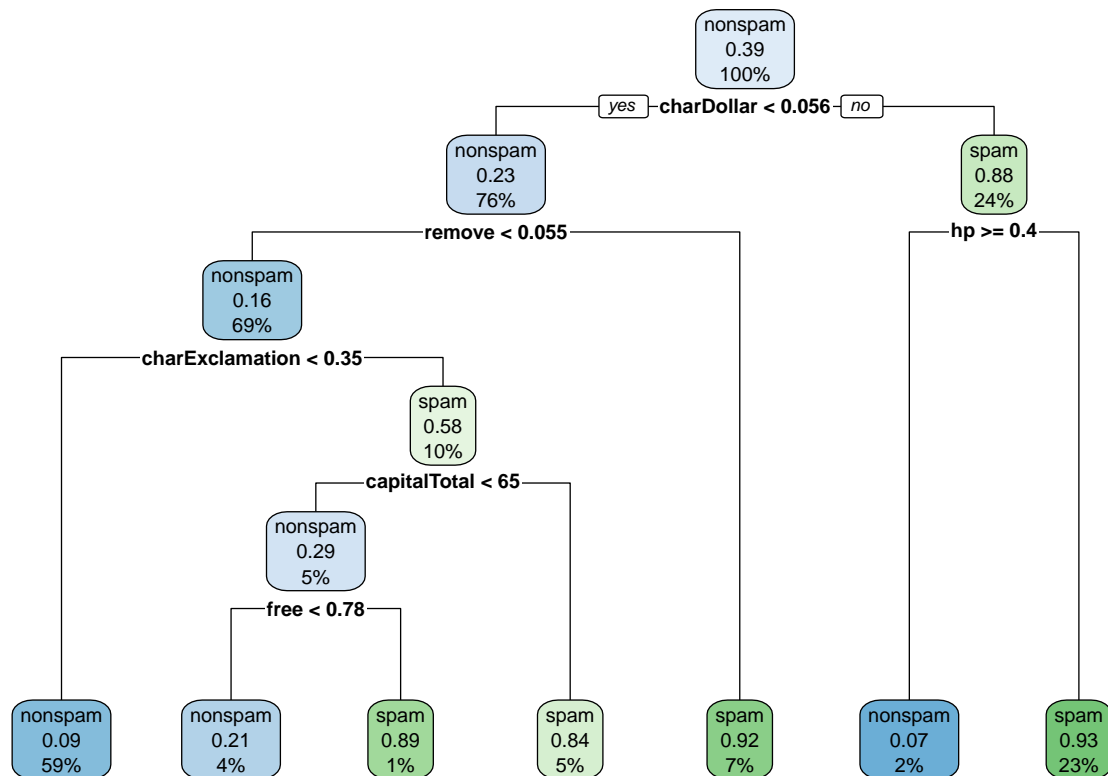 nonspam
0.39
100%
yes charDollar < 0.056 no
nonspam
0.23
76%
spam
0.88
24%
remove < 0.055
hp >= 0.4
nonspam
0.16
69%
charExclamation < 0.35
spam
0.58
10%
capitalTotal < 65
nonspam
0.29
5%
free < 0.78
nonspam
0.09
59%
nonspam
0.21
4%
spam
0.89
1%
spam
0.84
5%
spam
0.92
7%
nonspam
0.07
2%
spam
0.93
23%